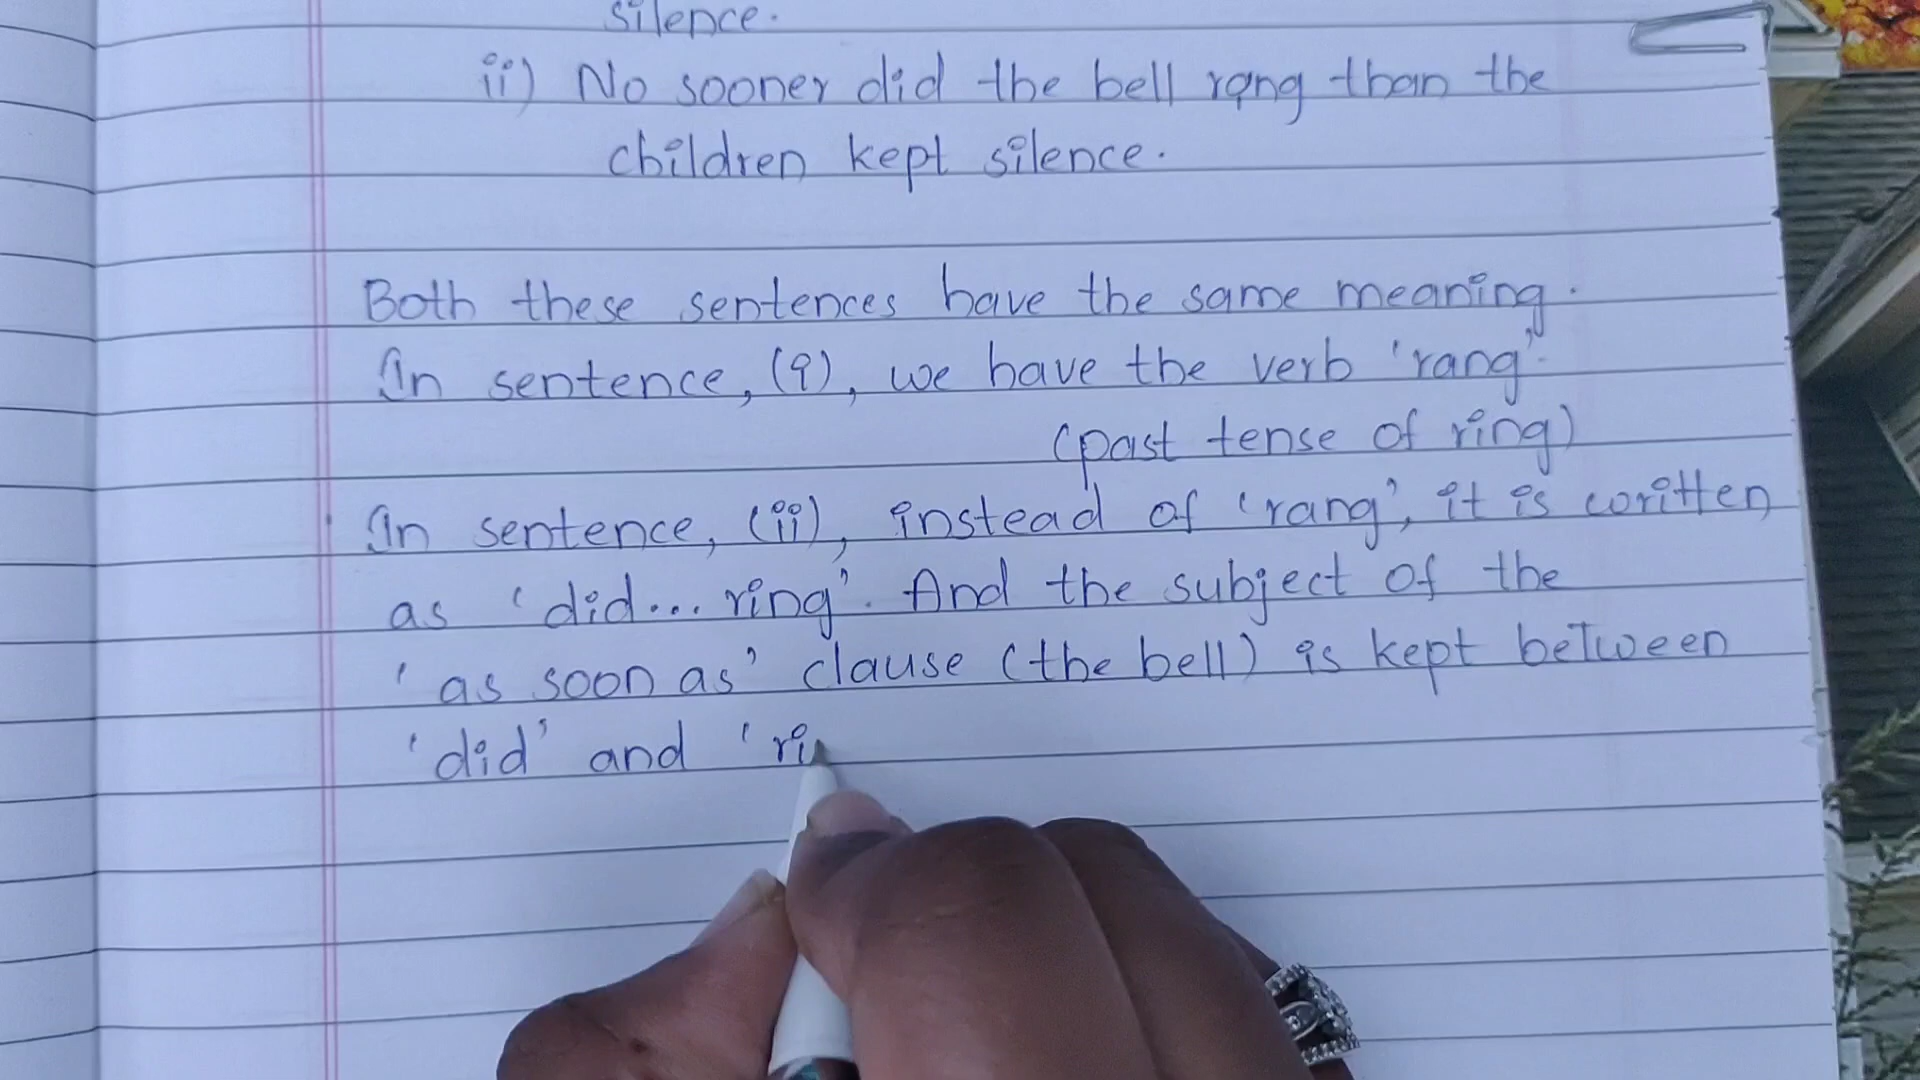 silence.
ii) No sooner did the bell rang than the
children kept silence.
Both these sentences have the same meaning.
In sentence, (i), we have the verb 'rang'.
(past tense of ring)
In sentence, (ii), instead of 'rang', it is written
as 'did... ring'. And the subject of the
'as soon as' clause (the bell) is kept between
'did' and 'ri